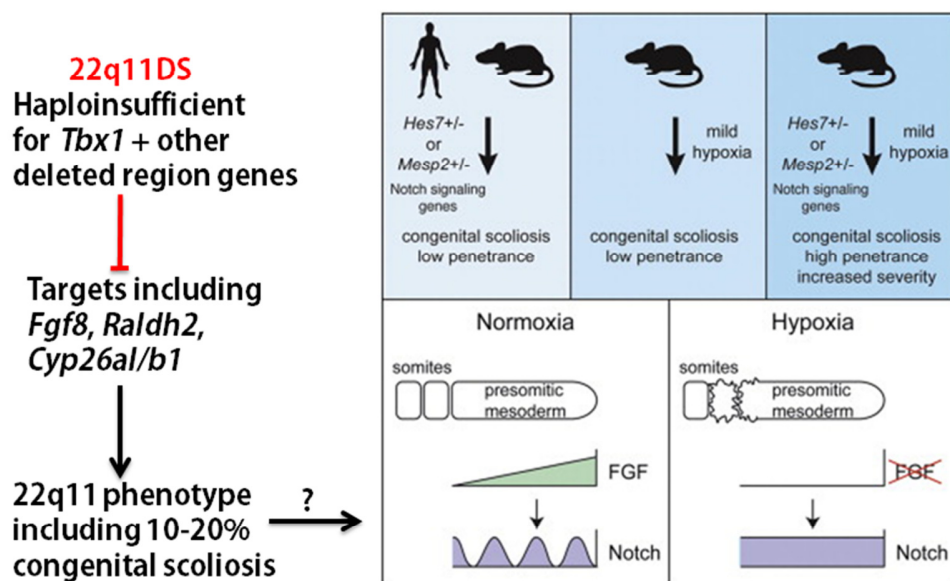 22q11DS
Haploinsufficient
for Tbx1 + other
deleted region genes
Targets including
Fgf8, Raldh2,
Cyp26al/b1
22q11 phenotype
including 10-20%
congenital scoliosis
?
Hes7+/-
or
Mesp2+/-
Notch signaling
genes
congenital scoliosis
low penetrance
mild
hypoxia
congenital scoliosis
low penetrance
Hes7+/-
or
Mesp2+/-
Notch signaling
genes
mild
hypoxia
congenital scoliosis
high penetrance
increased severity
Normoxia
somites
presomitic
mesoderm
FGF
Notch
Hypoxia
somites
presomitic
mesoderm
FGF
Notch